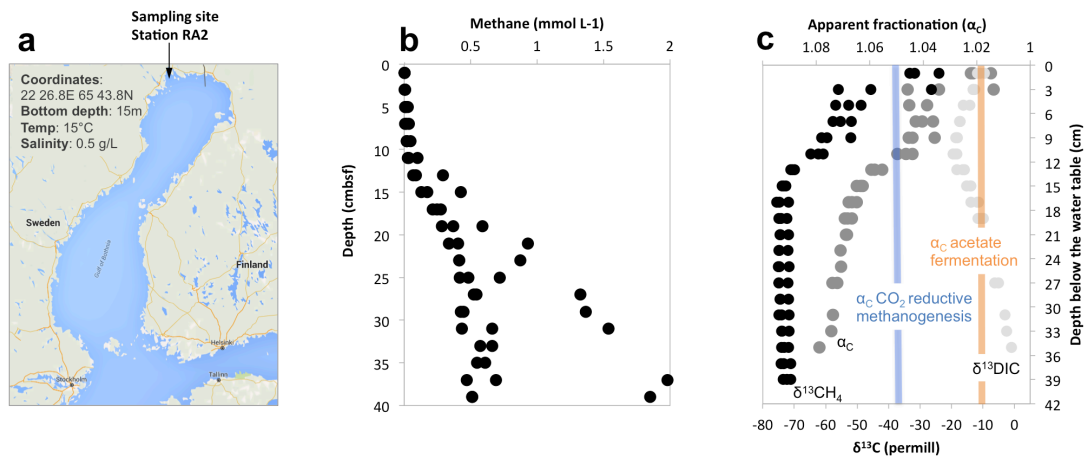 Sampling site
Station RA2
a
Coordinates:
22 26.8E 65 43.8N
Bottom depth: 15m
Temp: 15°C
Salinity: 0.5 g/L
Sweden
Gulf of Bothnia
Finland
Helsinki
Tallinn
Stockholm
b
Methane (mmol L-1)
0.5 1 1.5 2
Depth (cmbsf)
0
5
10
15
20
25
30
35
40
c
Apparent fractionation (αC)
1.08 1.06 1.04 1.02 1
0
3
6
9
12
15
18
21
24
27
30
33
36
39
42
Depth below the water table (cm)
αC acetate
fermentation
αC CO2 reductive
methanogenesis
αC
δ13DIC
δ13CH4
-80 -70 -60 -50 -40 -30 -20 -10 0
δ13C (permill)